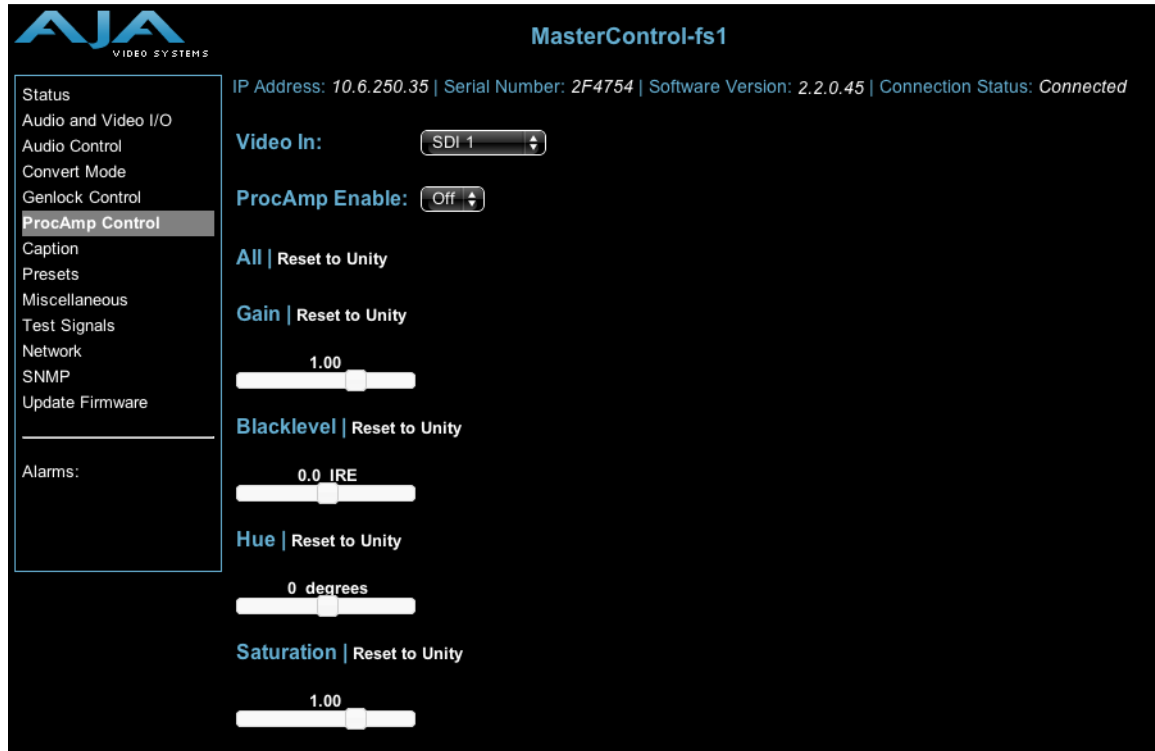 AJA
VIDEO SYSTEMS
MasterControl-fs1
IP Address: 10.6.250.35 | Serial Number: 2F4754 | Software Version: 2.2.0.45 | Connection Status: Connected
Status
Audio and Video I/O
Audio Control
Convert Mode
Genlock Control
ProcAmp Control
Caption
Presets
Miscellaneous
Test Signals
Network
SNMP
Update Firmware
Alarms:
Video In: SDI 1
ProcAmp Enable: Off
All | Reset to Unity
Gain | Reset to Unity
1.00
Blacklevel | Reset to Unity
0.0 IRE
Hue | Reset to Unity
0 degrees
Saturation | Reset to Unity
1.00